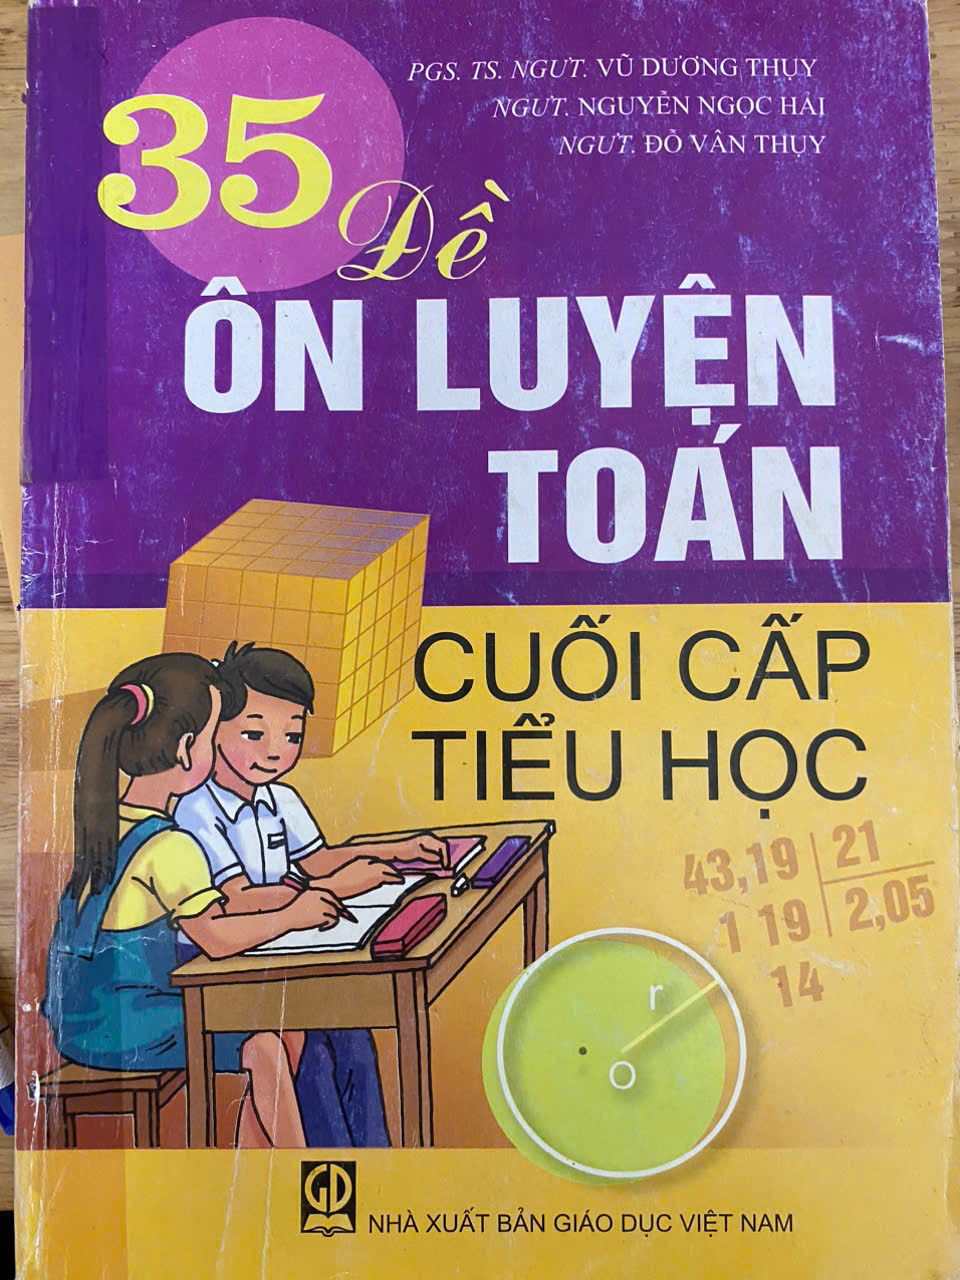 PGS. TS. NGƯT. VŨ DƯƠNG THỤY
NGƯT. NGUYỄN NGỌC HẢI
NGƯT. ĐỖ VÂN THỤY
35
Đề
ÔN LUYỆN
TOÁN
CUỐI CẤP
TIỂU HỌC
43,19 21
1 19 2,05
14
r
O
GD
NHÀ XUẤT BẢN GIÁO DỤC VIỆT NAM